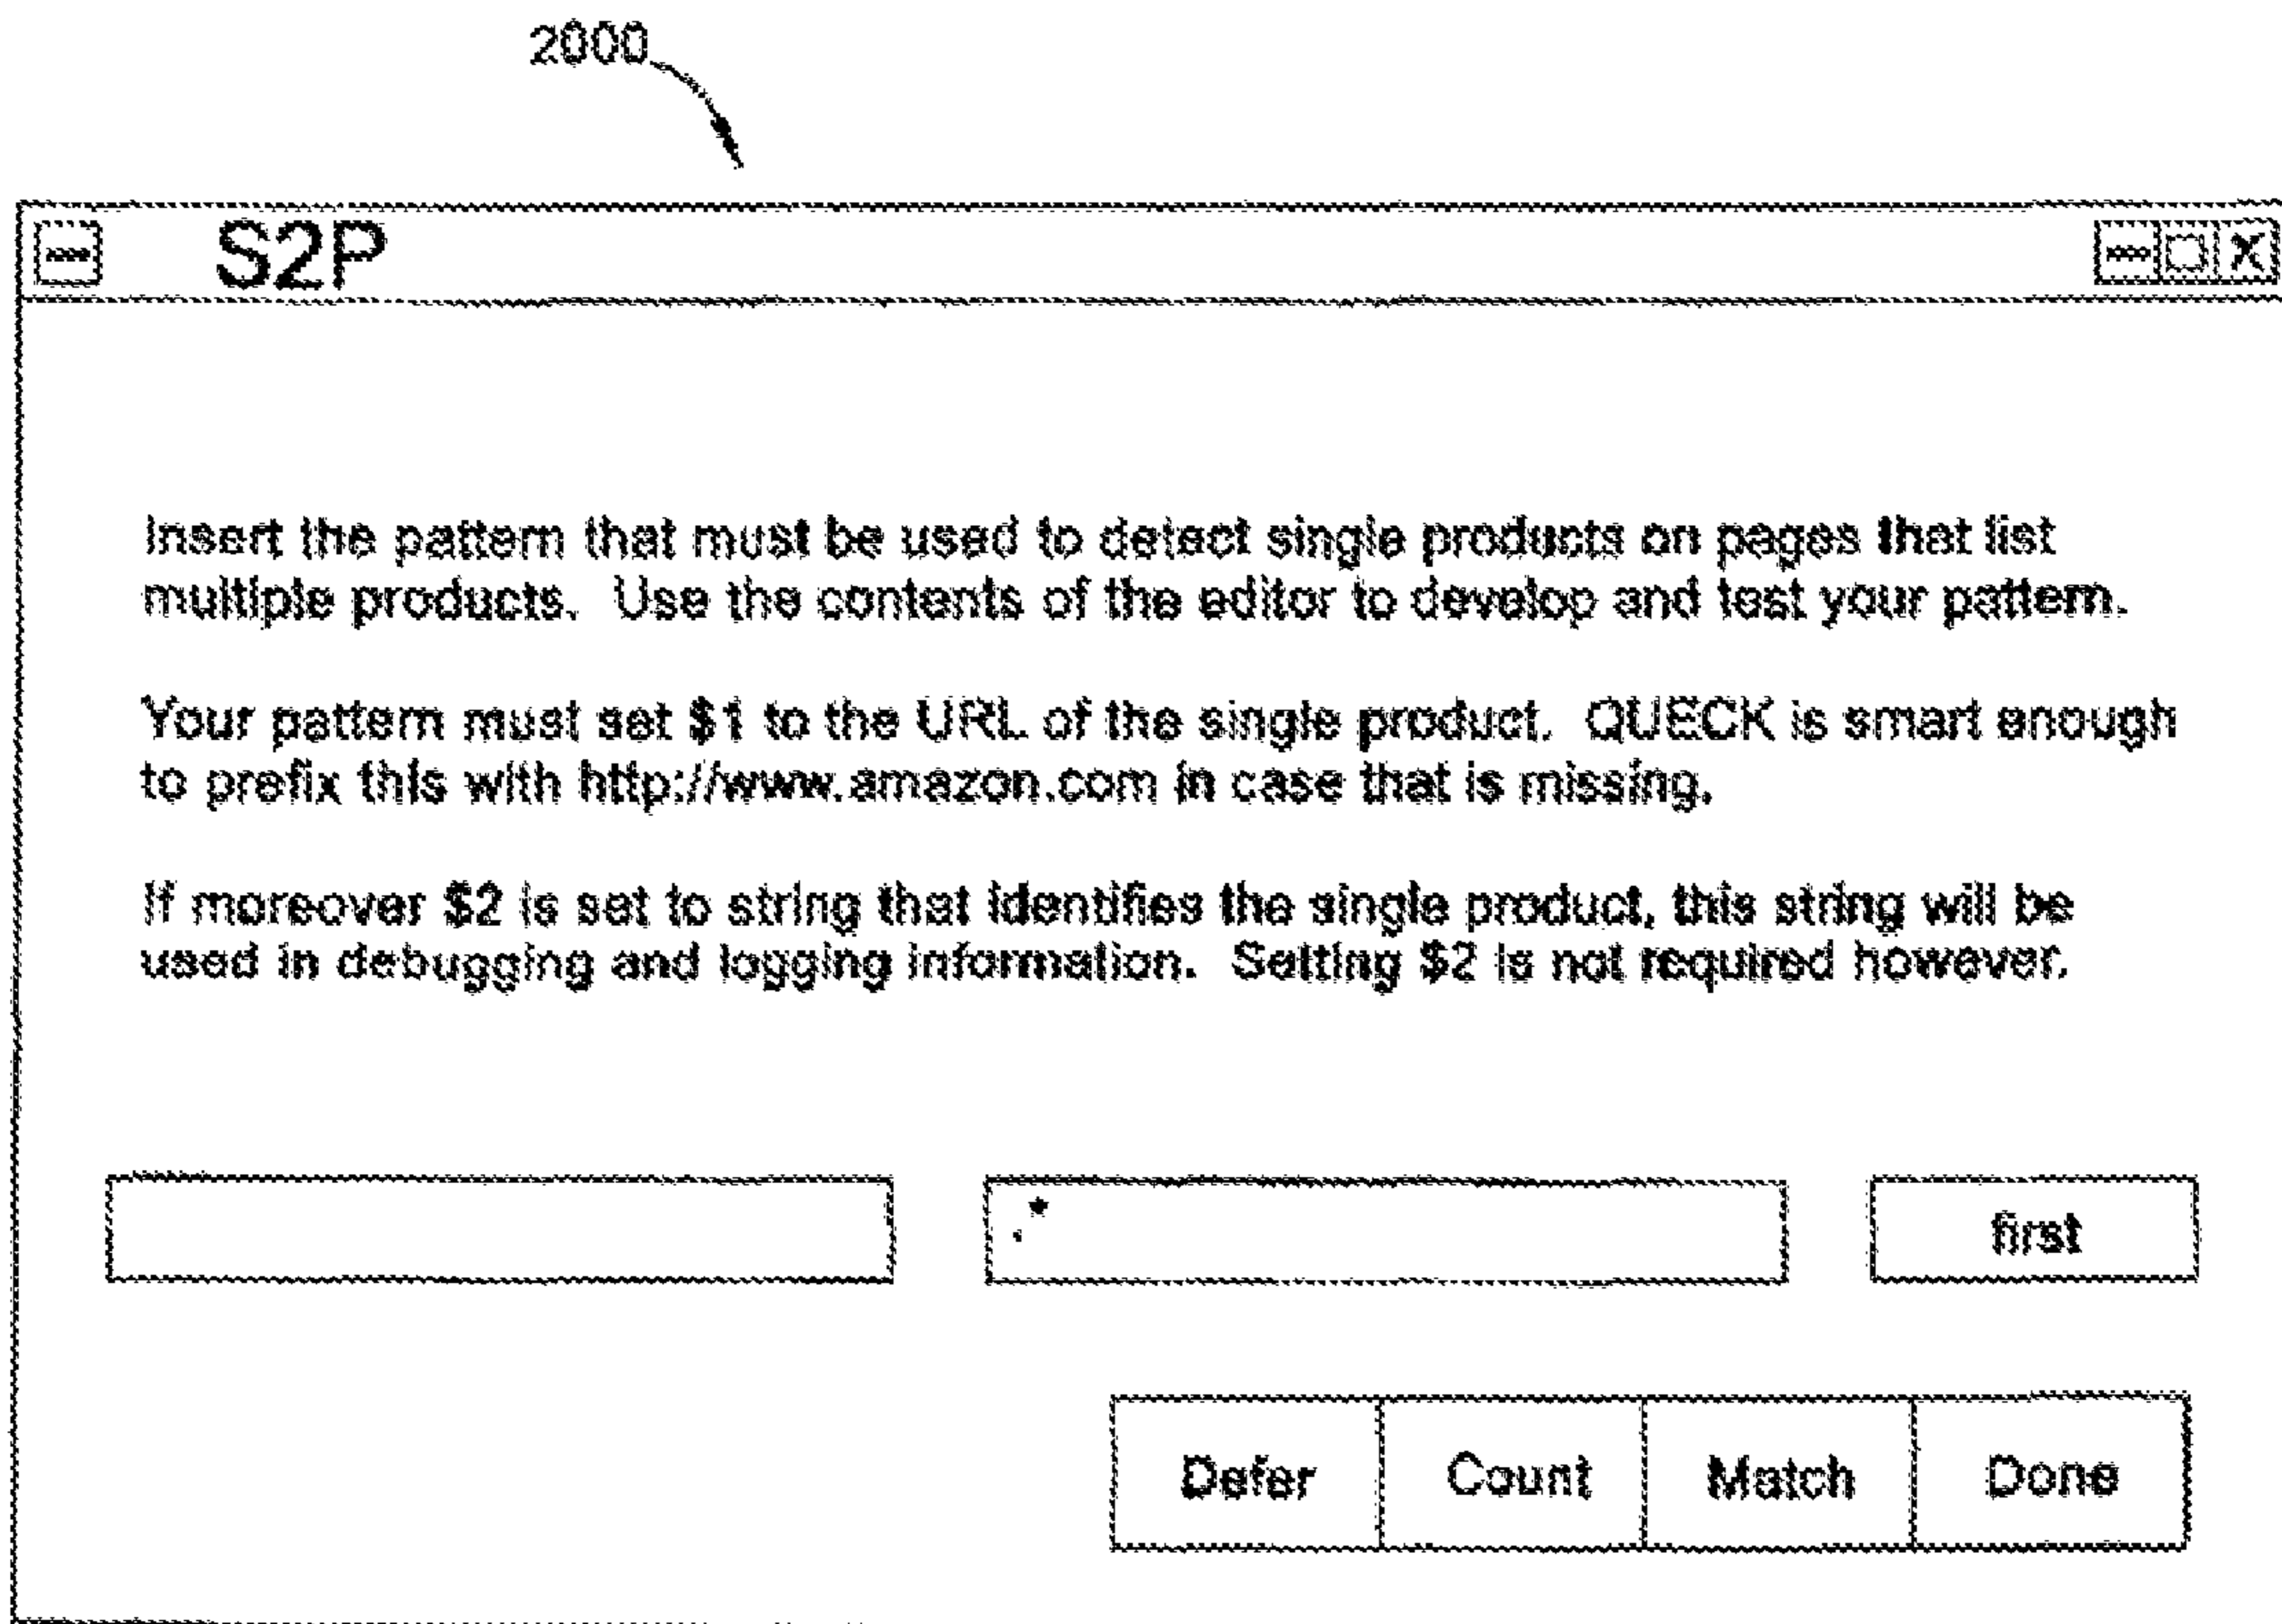 2000
S2P
Insert the pattern that must be used to detect single products on pages that list
multiple products. Use the contents of the editor to develop and test your pattern.
Your pattern must set $1 to the URL of the single product. QUECK is smart enough
to prefix this with http://www.amazon.com in case that is missing.
If moreover $2 is set to string that identifies the single product, this string will be
used in debugging and logging information. Setting $2 is not required however.
.* first
Defer Count Match Done